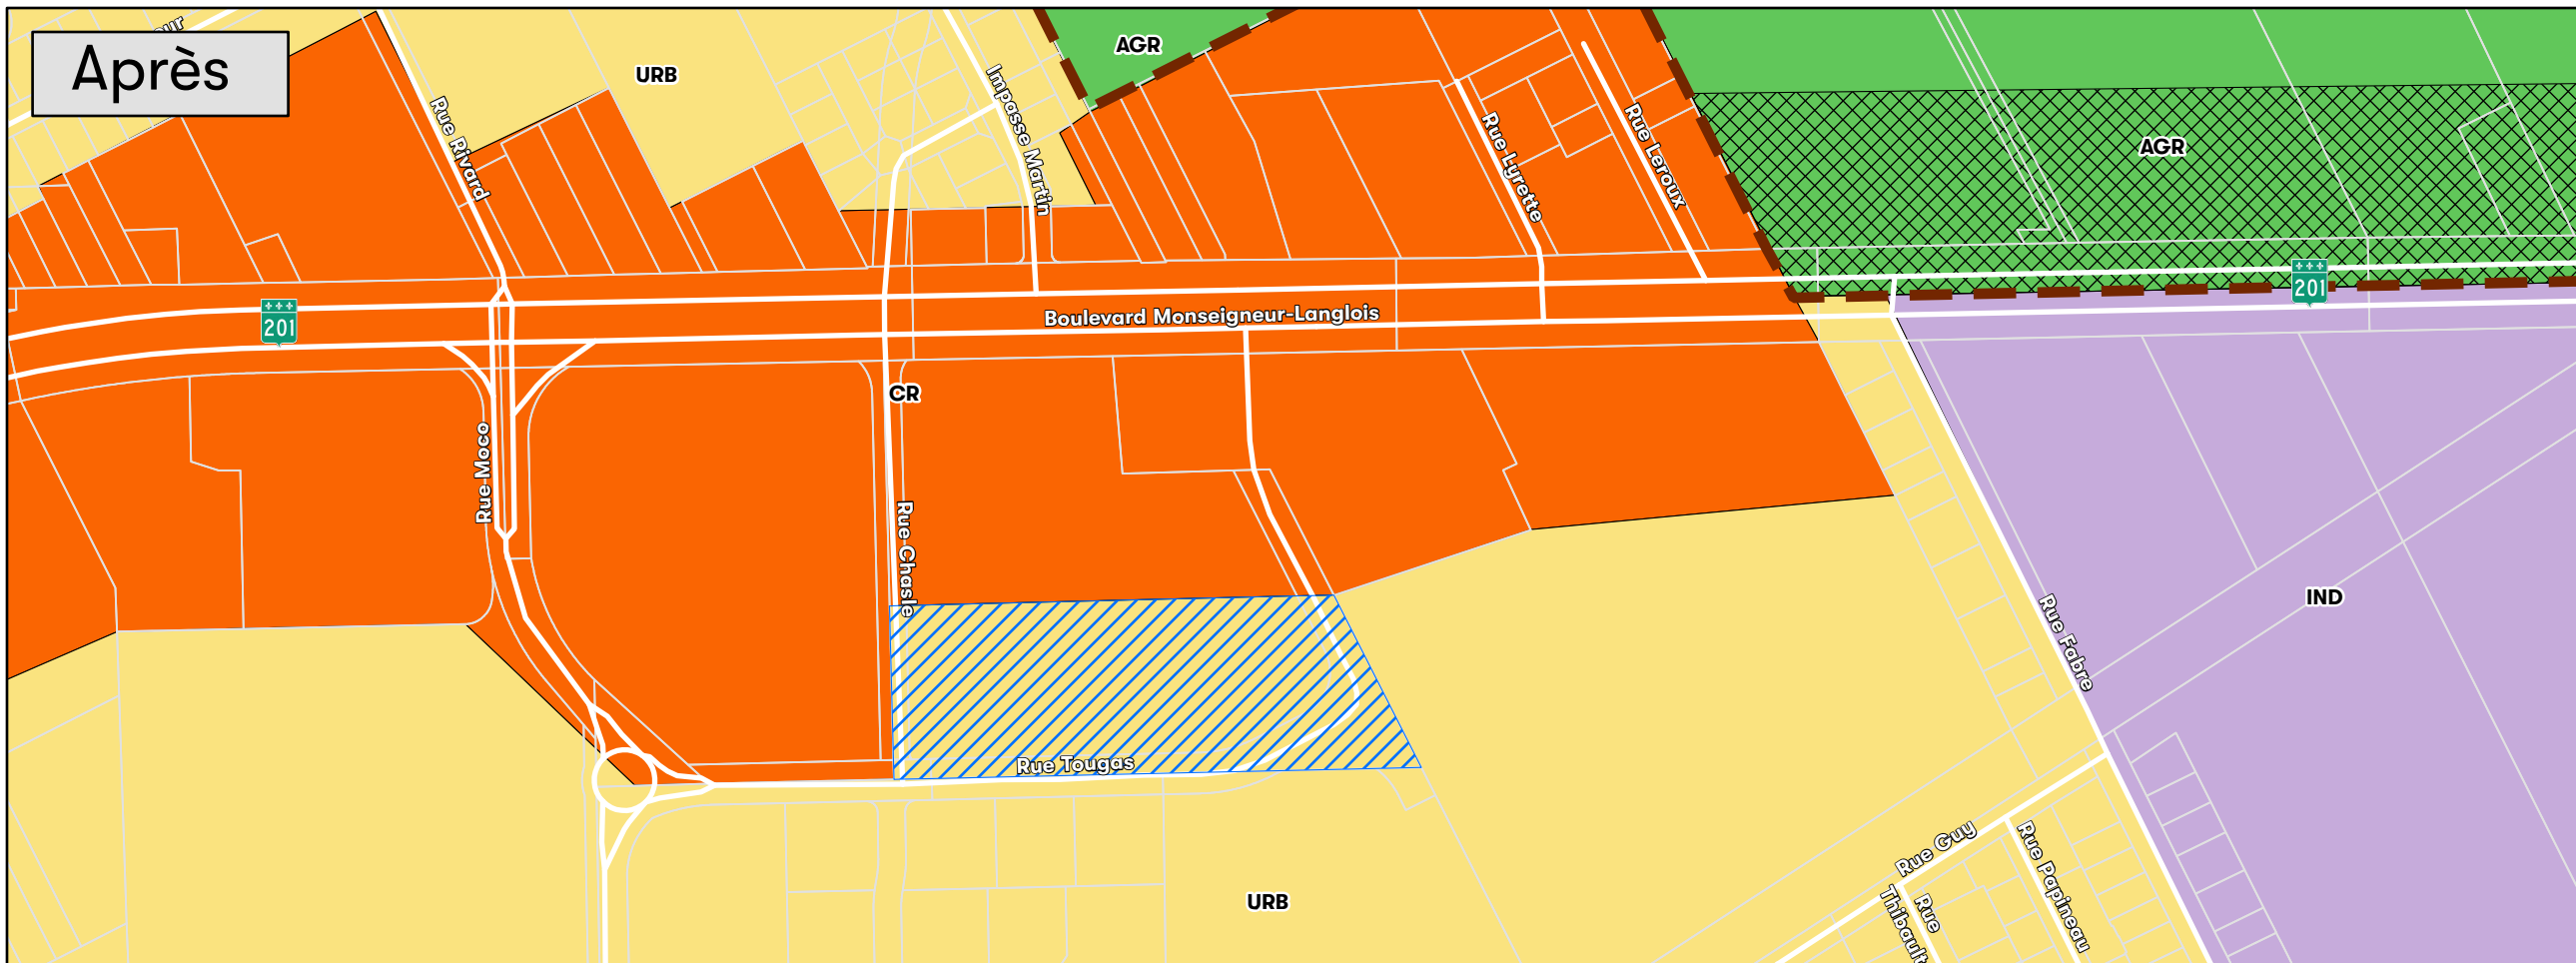 Après
URB
AGR
AGR
Rue Rivard
Impasse Martin
Rue Lyrette
Rue Leroux
201
Boulevard Monseigneur-Langlois
201
CR
Rue Moco
Rue Chasle
IND
Rue Fabre
Rue Tougas
URB
Rue Guy
Rue Papineau
Rue
Thibault